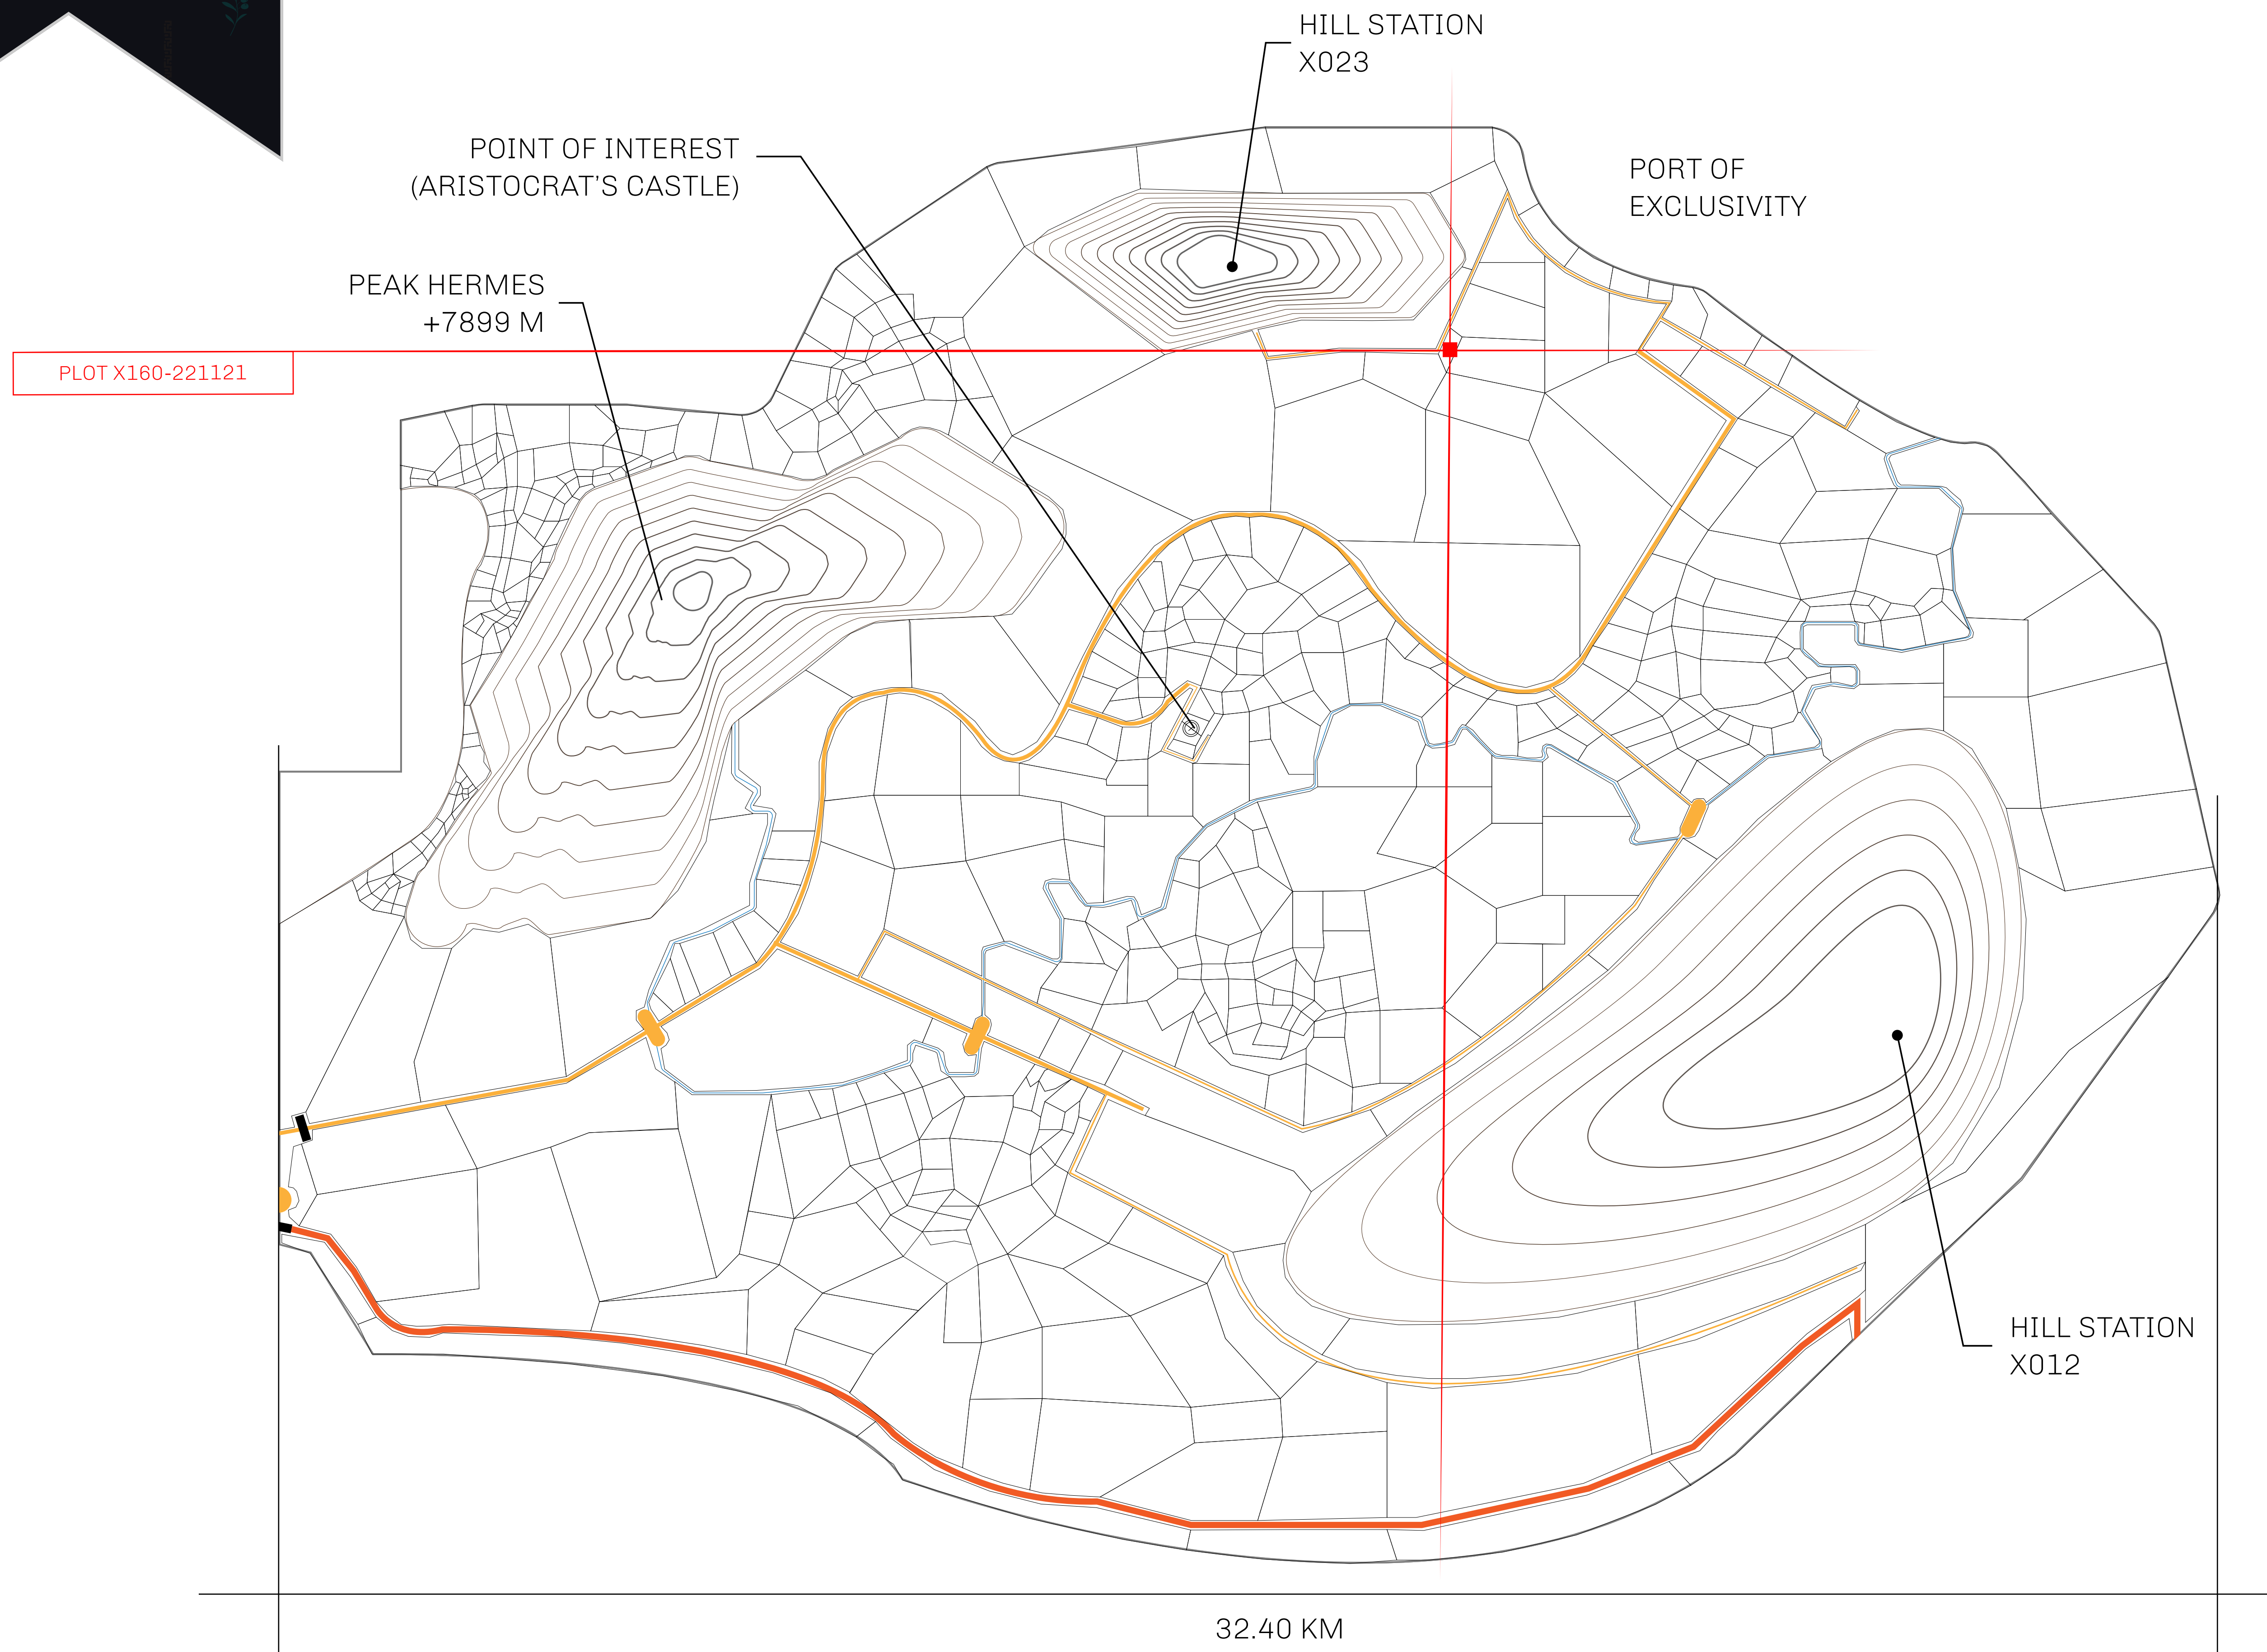 HILL STATION
X023
POINT OF INTEREST
(ARISTOCRAT'S CASTLE)
PORT OF
EXCLUSIVITY
PEAK HERMES
+7899 M
PLOT X160-221121
HILL STATION
X012
32.40 KM